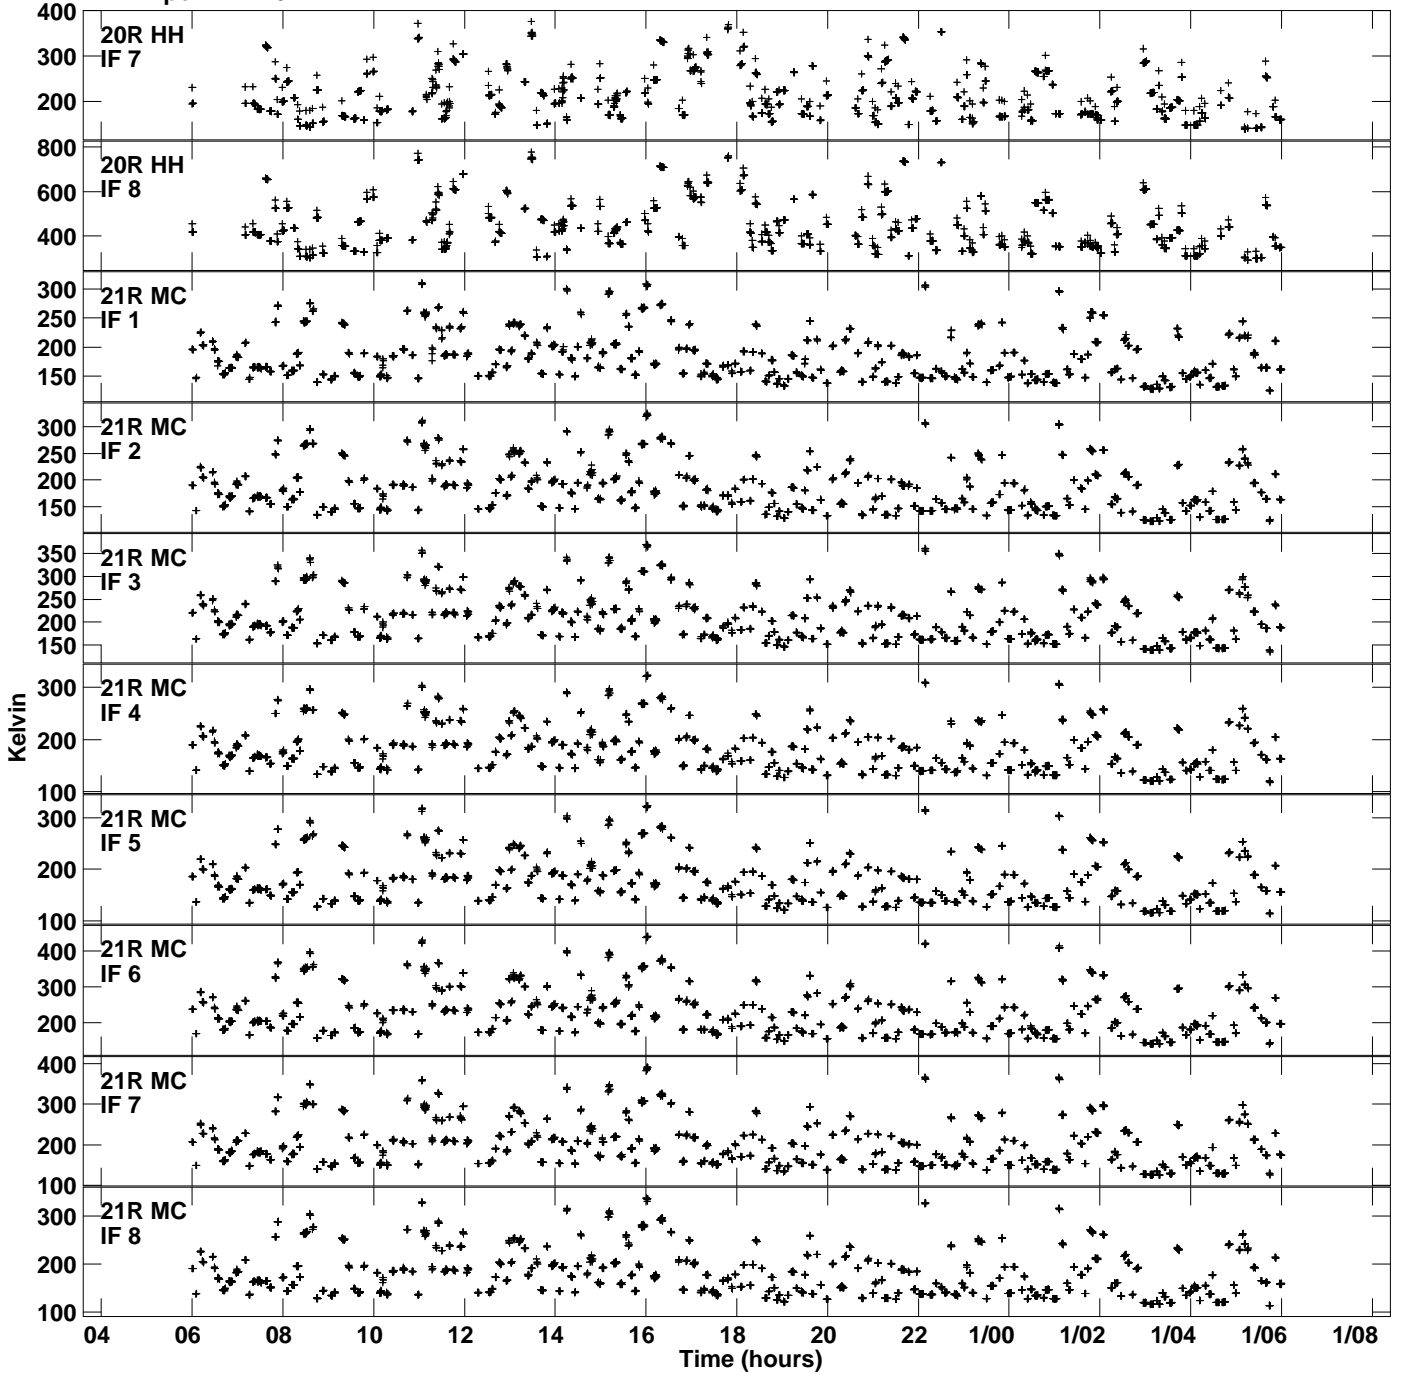 400
20R HH
IF 7
300
200
800
20R HH
IF 8
600
400
21R MC
IF 1
300
250
200
150
21R MC
IF 2
300
250
200
150
21R MC
IF 3
350
300
250
200
150
21R MC
IF 4
300
200
100
21R MC
IF 5
300
200
100
21R MC
IF 6
400
300
200
21R MC
IF 7
400
300
200
100
21R MC
IF 8
300
200
100
Kelvin
04 06 08 10 12 14 16 18 20 22 1/00 1/02 1/04 1/06 1/08
Time (hours)